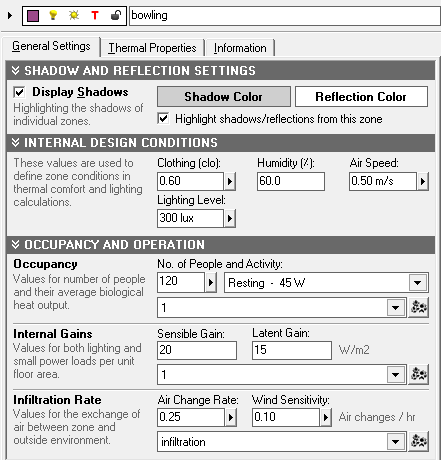 T bowling
General Settings Thermal Properties Information
SHADOW AND REFLECTION SETTINGS
Display Shadows Shadow Color Reflection Color
Highlighting the shadows of individual zones.
Highlight shadows/reflections from this zone
INTERNAL DESIGN CONDITIONS
These values are used to define zone conditions in thermal comfort and lighting calculations.
Clothing (clo): Humidity (%): Air Speed:
0.60 60.0 0.50 m/s
Lighting Level:
300 lux
OCCUPANCY AND OPERATION
Occupancy
Values for number of people and their average biological heat output.
No. of People and Activity:
120 Resting - 45 W
1
Internal Gains
Values for both lighting and small power loads per unit floor area.
Sensible Gain: Latent Gain:
20 15 W/m2
1
Infiltration Rate
Values for the exchange of air between zone and outside environment.
Air Change Rate: Wind Sensitivity:
0.25 0.10 Air changes / hr
infiltration